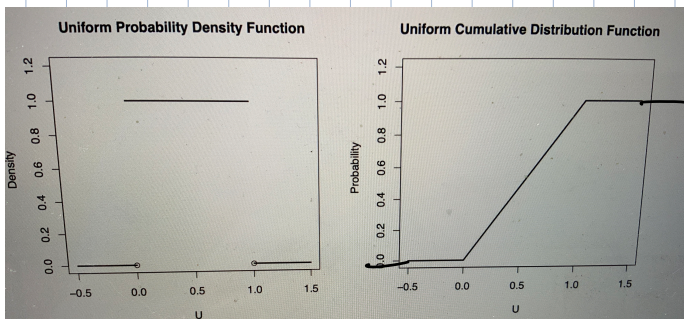 Uniform Probability Density Function
Density
0.0 0.2 0.4 0.6 0.8 1.0 1.2
-0.5 0.0 0.5 1.0 1.5
U
Uniform Cumulative Distribution Function
Probability
0.0 0.2 0.4 0.6 0.8 1.0 1.2
-0.5 0.0 0.5 1.0 1.5
U